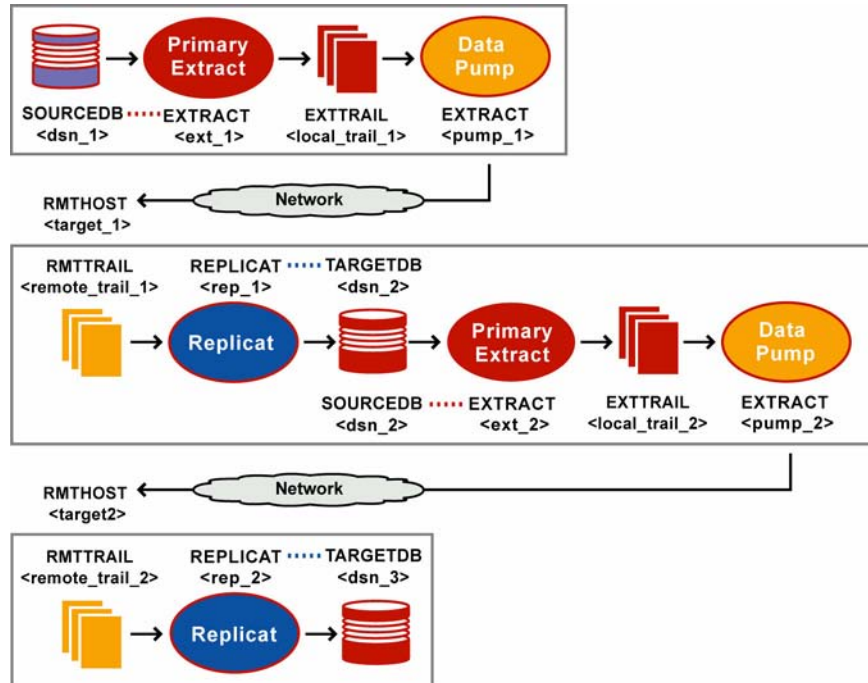 Primary Extract
Data Pump
SOURCEDB EXTRACT EXTTRAIL EXTRACT
<dsn_1> <ext_1> <local_trail_1> <pump_1>
Network
RMTHOST
<target_1>
RMTTRAIL REPLICAT TARGETDB
<remote_trail_1> <rep_1> <dsn_2>
Replicat
Primary Extract
Data Pump
SOURCEDB EXTRACT EXTTRAIL EXTRACT
<dsn_2> <ext_2> <local_trail_2> <pump_2>
Network
RMTHOST
<target2>
RMTTRAIL REPLICAT TARGETDB
<remote_trail_2> <rep_2> <dsn_3>
Replicat